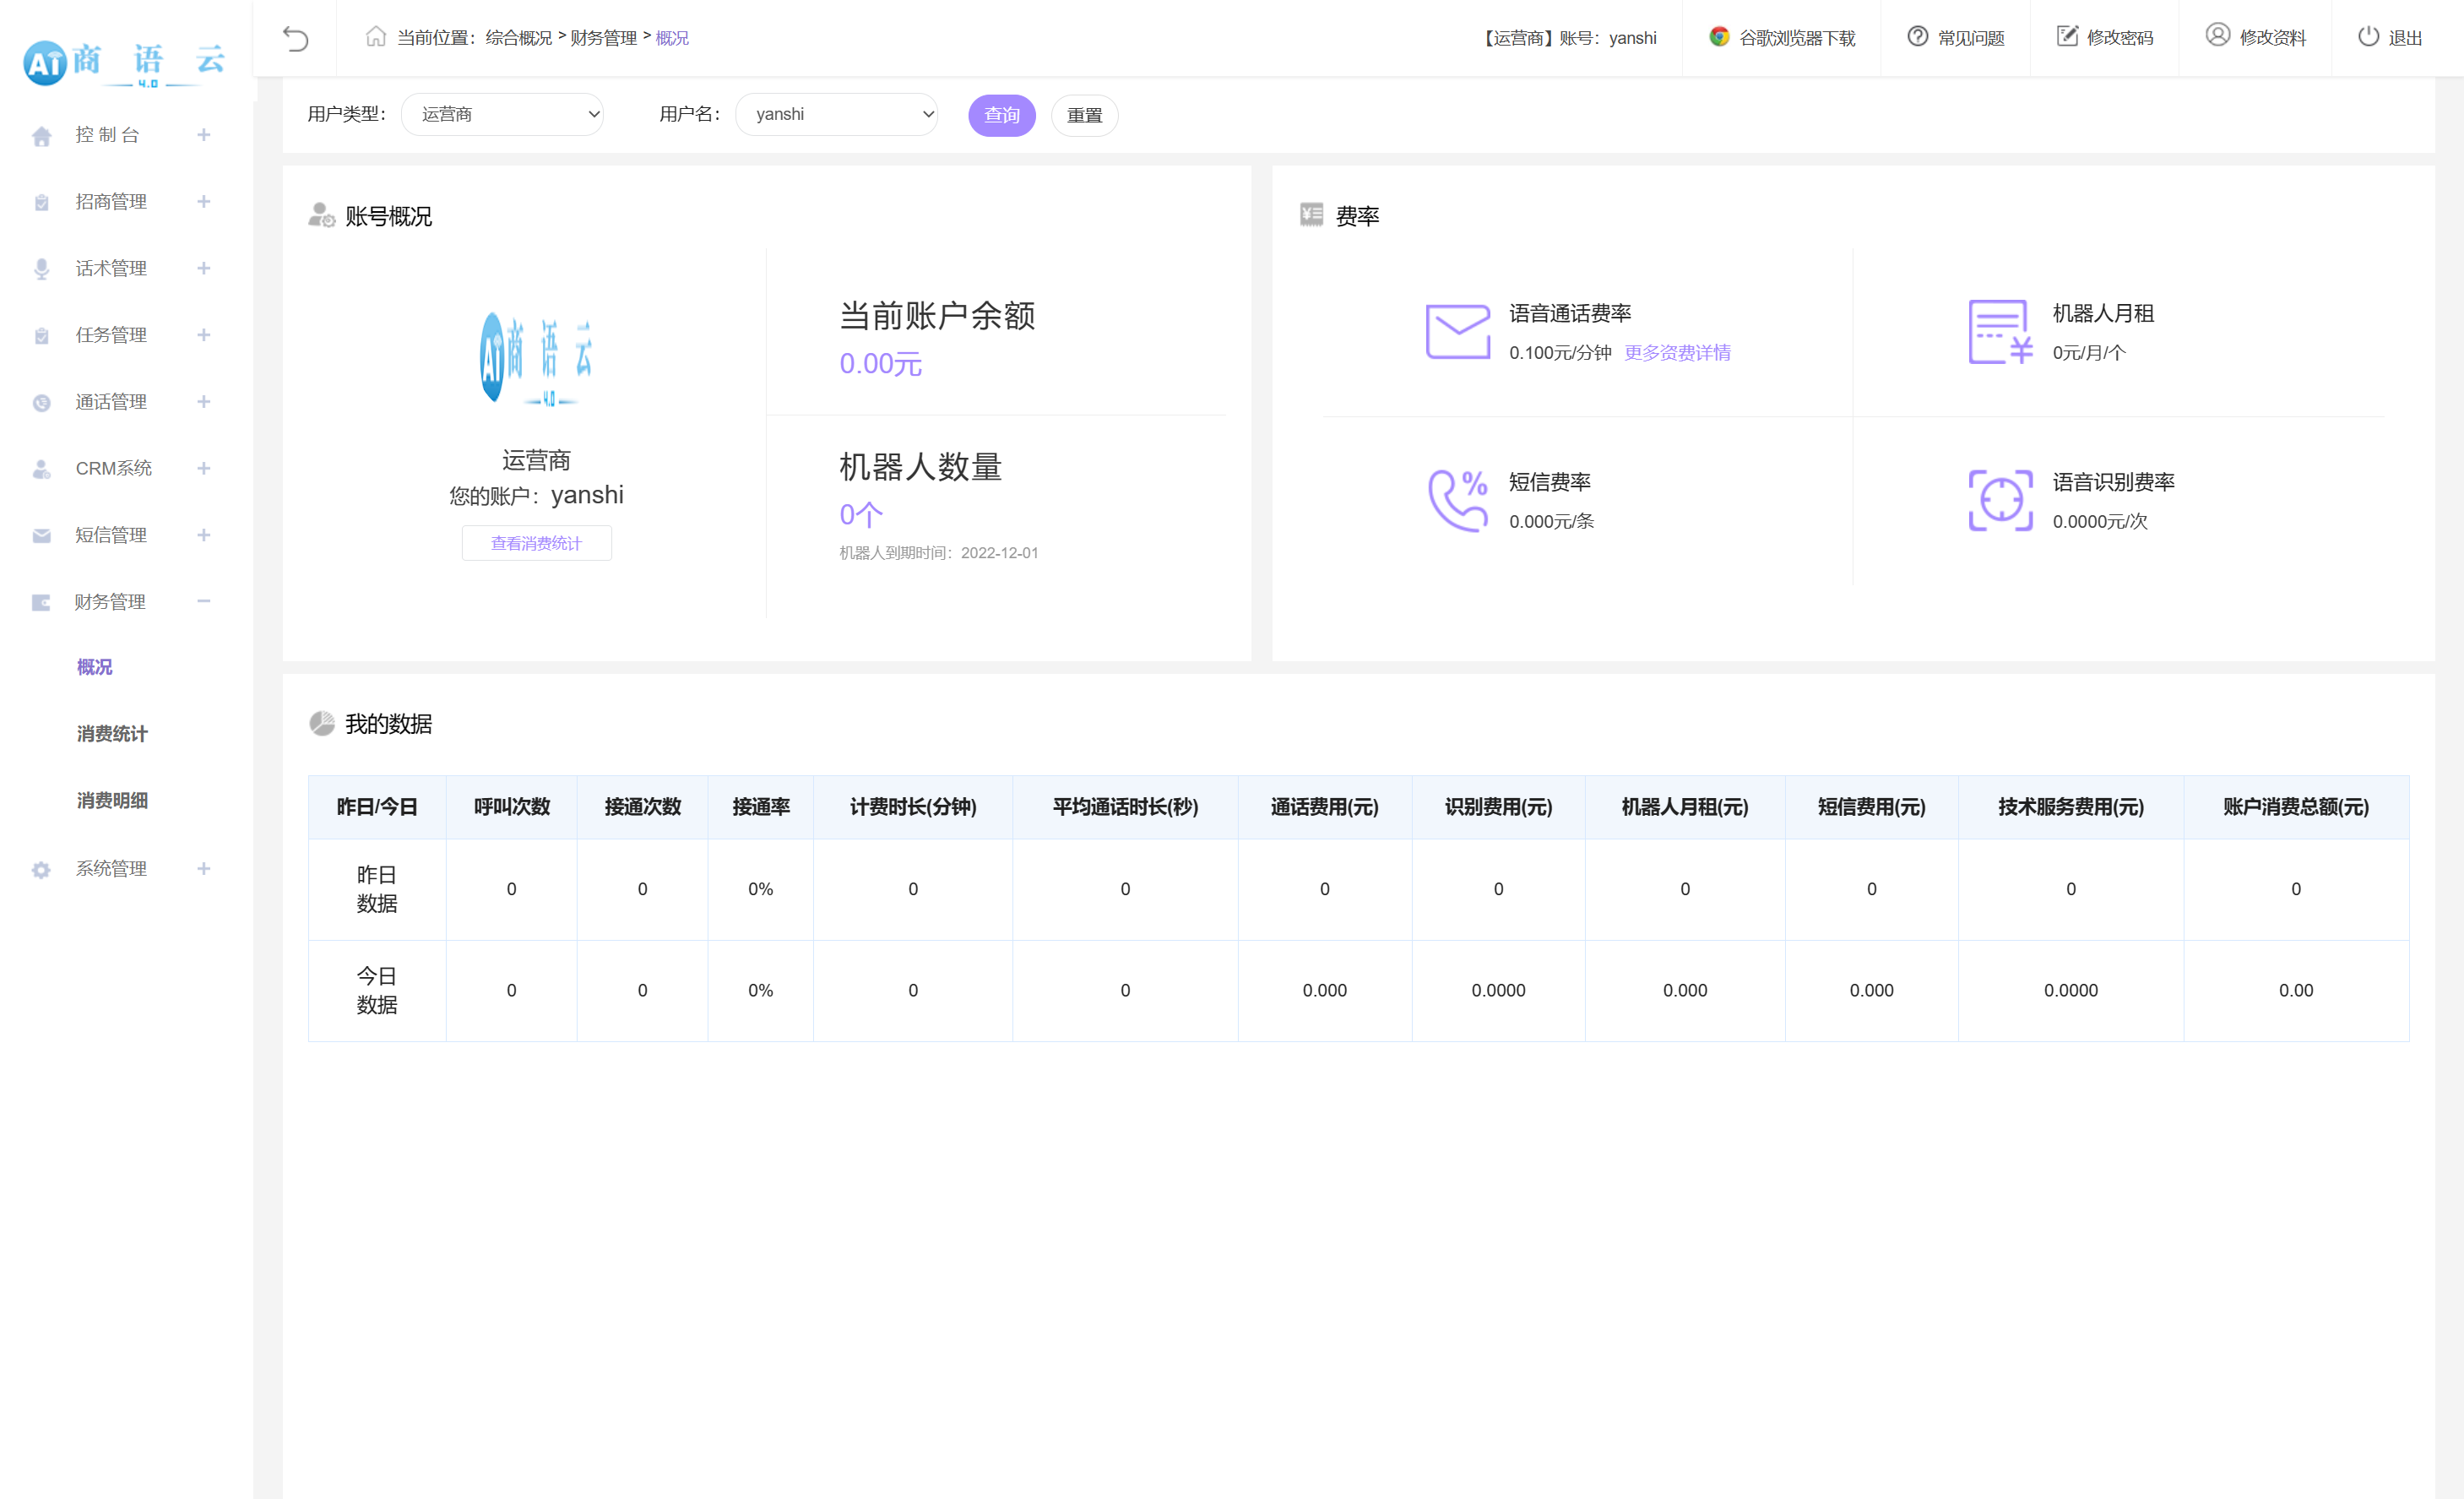 Ai商 语 云
4.0
当前位置：综合概况 > 财务管理 > 概况
【运营商】账号：yanshi
谷歌浏览器下载
常见问题
修改密码
修改资料
退出
控 制 台
招商管理
话术管理
任务管理
通话管理
CRM系统
短信管理
财务管理
概况
消费统计
消费明细
系统管理
用户类型： 运营商 用户名： yanshi 查询 重置
账号概况
Ai商 语 云
4.0
运营商
您的账户：yanshi
查看消费统计
当前账户余额
0.00元
机器人数量
0个
机器人到期时间：2022-12-01
费率
语音通话费率
0.100元/分钟 更多资费详情
机器人月租
0元/月/个
短信费率
0.000元/条
语音识别费率
0.0000元/次
我的数据
昨日/今日 呼叫次数 接通次数 接通率 计费时长(分钟) 平均通话时长(秒) 通话费用(元) 识别费用(元) 机器人月租(元) 短信费用(元) 技术服务费用(元) 账户消费总额(元)
昨日
数据
0 0 0% 0 0 0 0 0 0 0 0
今日
数据
0 0 0% 0 0 0.000 0.0000 0.000 0.000 0.0000 0.00